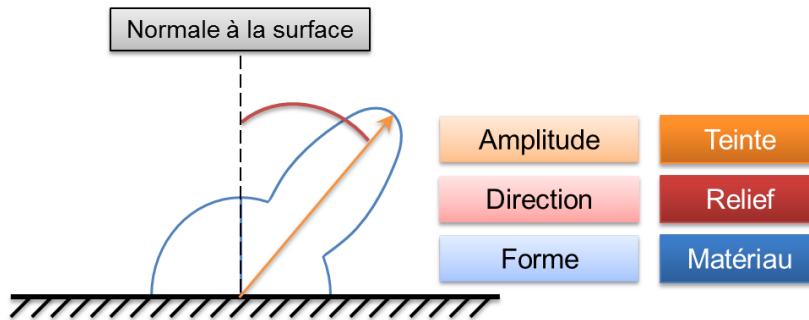 Normale à la surface
Amplitude Teinte
Direction Relief
Forme Matériau